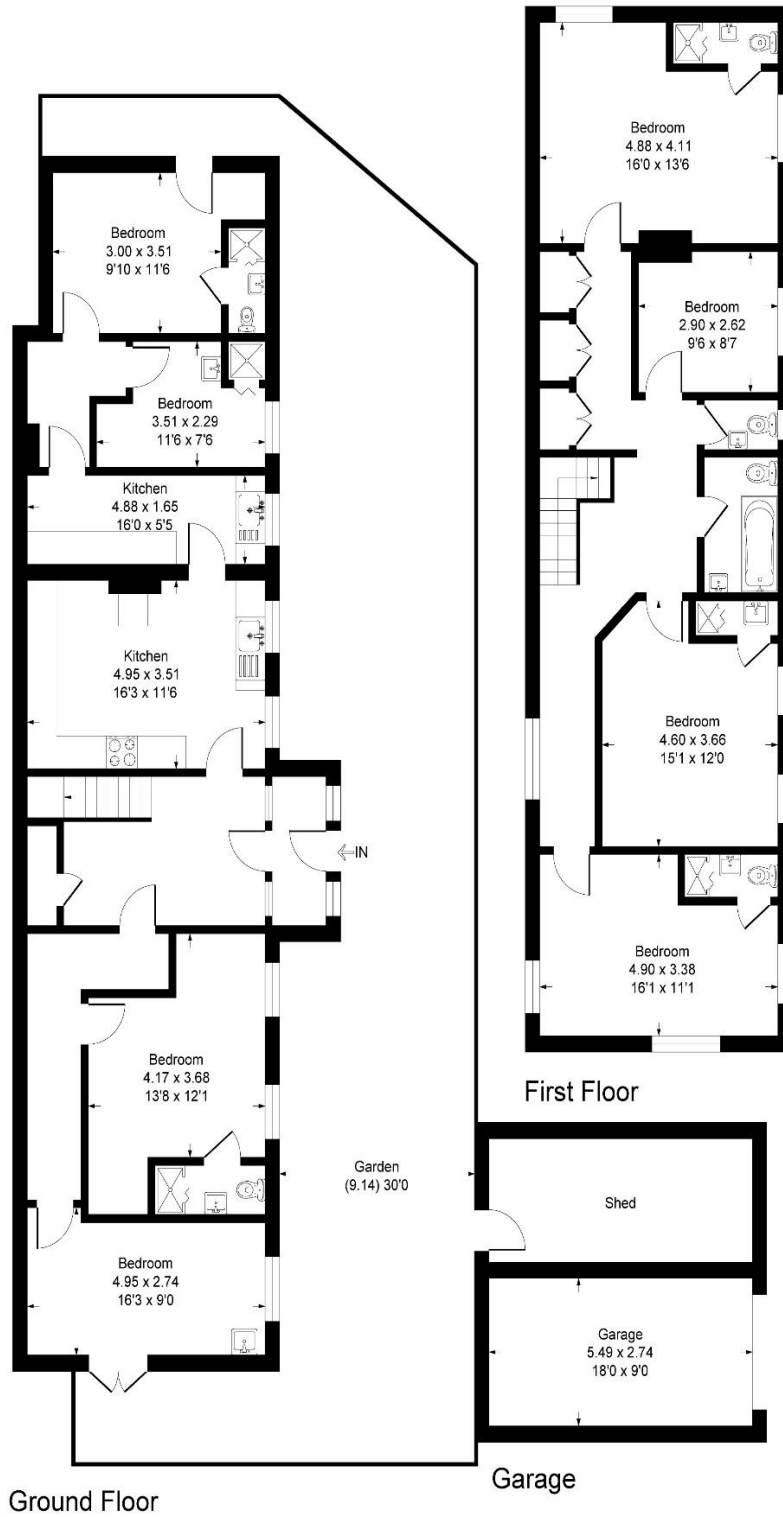 Bedroom
3.00 x 3.51
9'10 x 11'6
Bedroom
3.51 x 2.29
11'6 x 7'6
Kitchen
4.88 x 1.65
16'0 x 5'5
Kitchen
4.95 x 3.51
16'3 x 11'6
IN
Bedroom
4.17 x 3.68
13'8 x 12'1
Garden
(9.14) 30'0
Bedroom
4.95 x 2.74
16'3 x 9'0
Ground Floor
Bedroom
4.88 x 4.11
16'0 x 13'6
Bedroom
2.90 x 2.62
9'6 x 8'7
Bedroom
4.60 x 3.66
15'1 x 12'0
Bedroom
4.90 x 3.38
16'1 x 11'1
First Floor
Shed
Garage
5.49 x 2.74
18'0 x 9'0
Garage